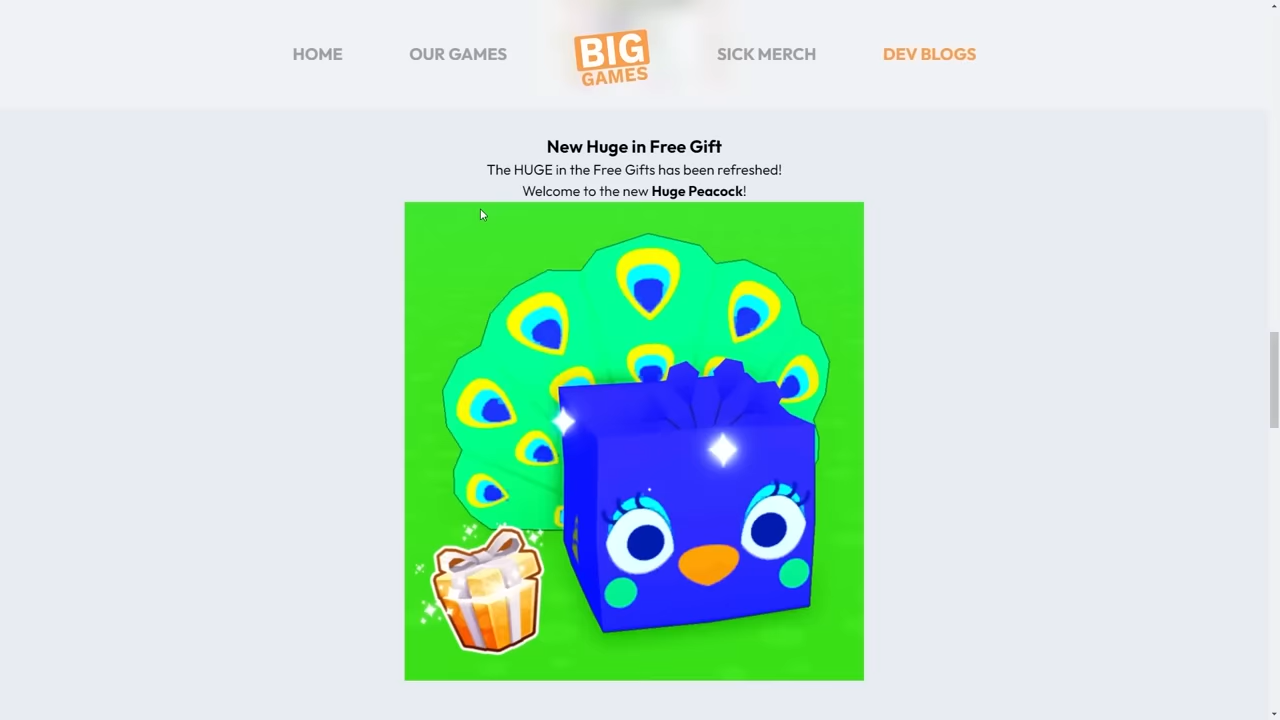 HOME
OUR GAMES
BIG
GAMES
SICK MERCH
DEV BLOGS
New Huge in Free Gift
The HUGE in the Free Gifts has been refreshed!
Welcome to the new Huge Peacock!